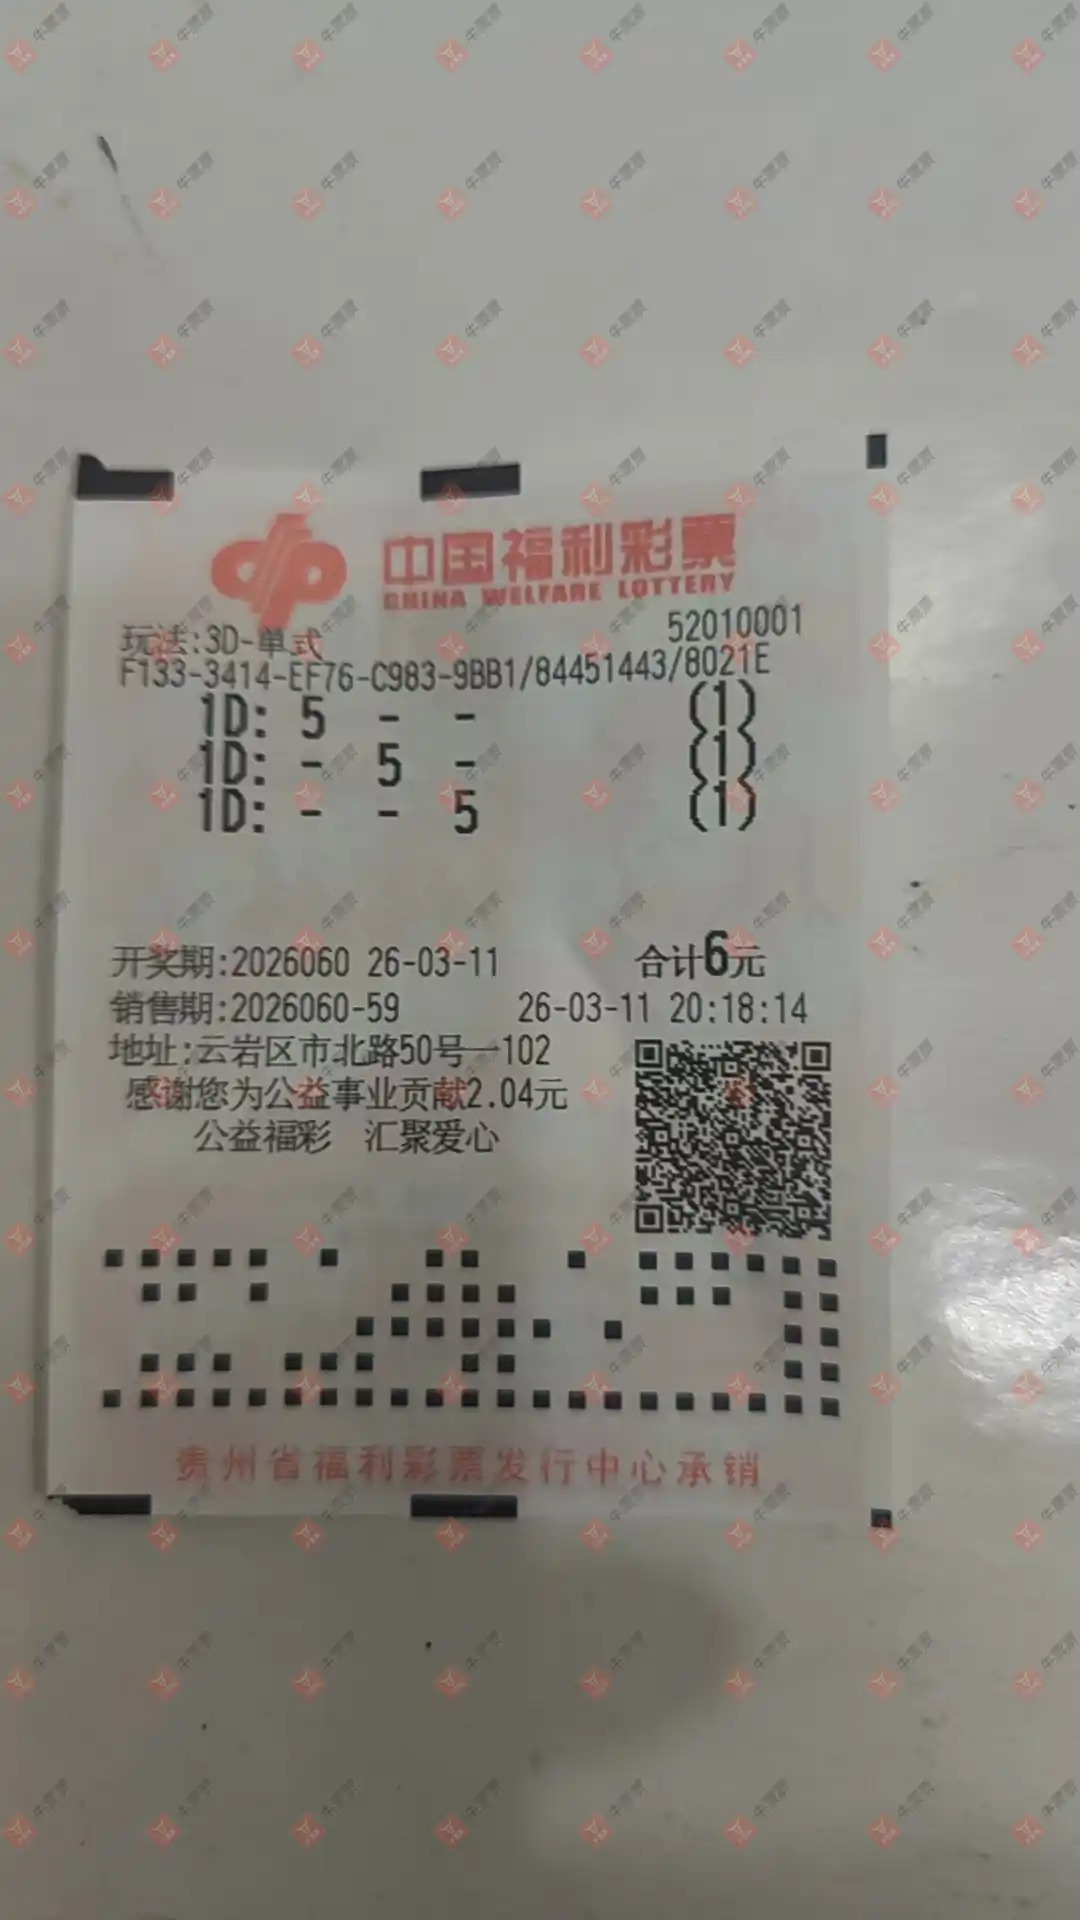 中国福利彩票
CHINA WELFARE LOTTERY
玩法:3D-单式 52010001
F133-3414-EF76-C983-9BB1/84451443/8021E
1D: 5 - - (1)
1D: - 5 - (1)
1D: - - 5 (1)
开奖期:2026060 26-03-11 合计6元
销售期:2026060-59 26-03-11 20:18:14
地址:云岩区市北路50号一102
感谢您为公益事业贡献2.04元
公益福彩 汇聚爱心
贵州省福利彩票发行中心承销